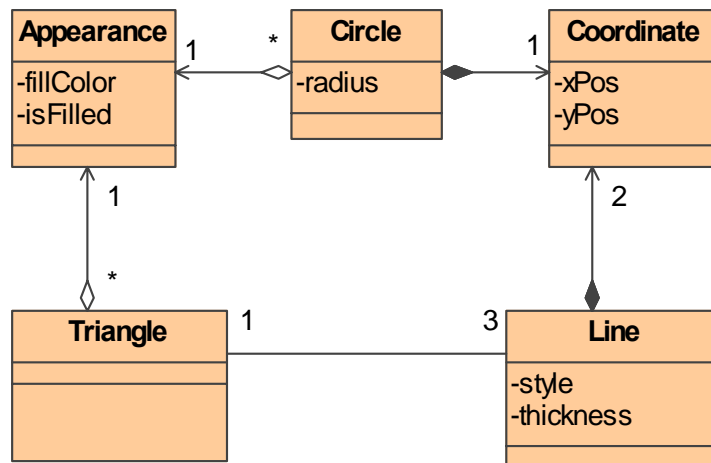 Appearance
-fillColor
-isFilled
1
*
Circle
-radius
1
Coordinate
-xPos
-yPos
1
*
2
Triangle
1
3
Line
-style
-thickness